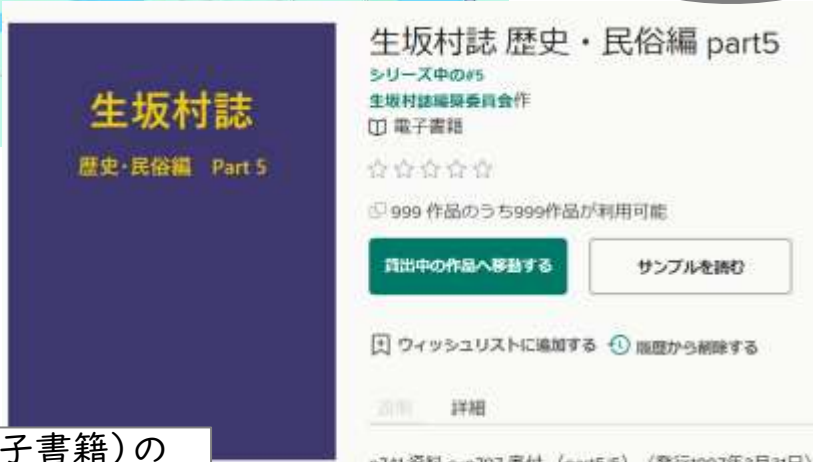 生坂村誌
歴史・民俗編 Part 5
生坂村誌 歴史・民俗編 part5
シリーズ中の#5
生坂村誌編纂委員会作
電子書籍
999 作品のうち999作品が利用可能
貸出中の作品へ移動する
サンプルを読む
ウィッシュリストに追加する
履歴から削除する
説明
詳細
子書籍)の